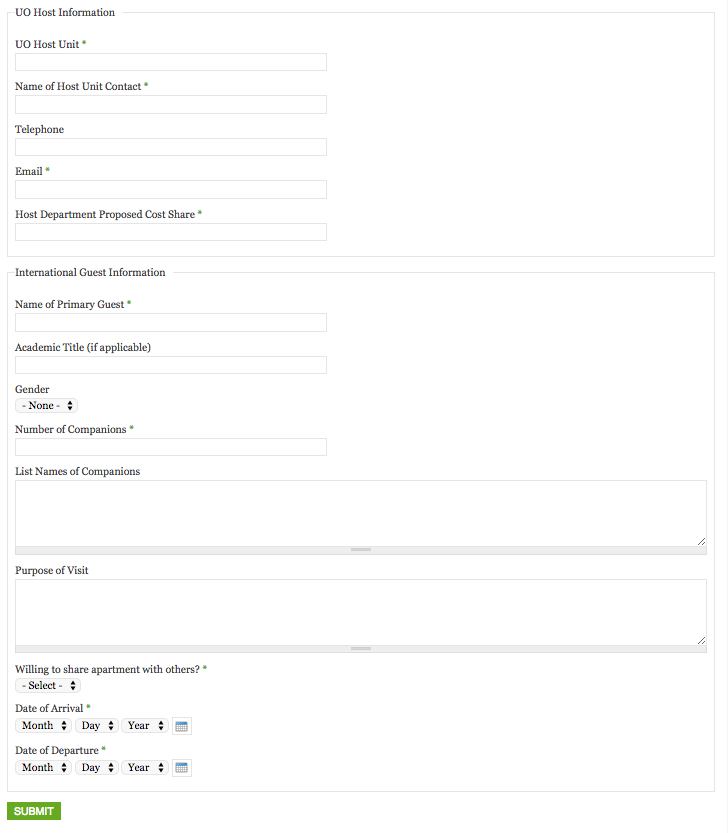 UO Host Information
UO Host Unit *
Name of Host Unit Contact *
Telephone
Email *
Host Department Proposed Cost Share *
International Guest Information
Name of Primary Guest *
Academic Title (if applicable)
Gender
- None -
Number of Companions *
List Names of Companions
Purpose of Visit
Willing to share apartment with others? *
- Select -
Date of Arrival *
Month Day Year
Date of Departure *
Month Day Year
SUBMIT